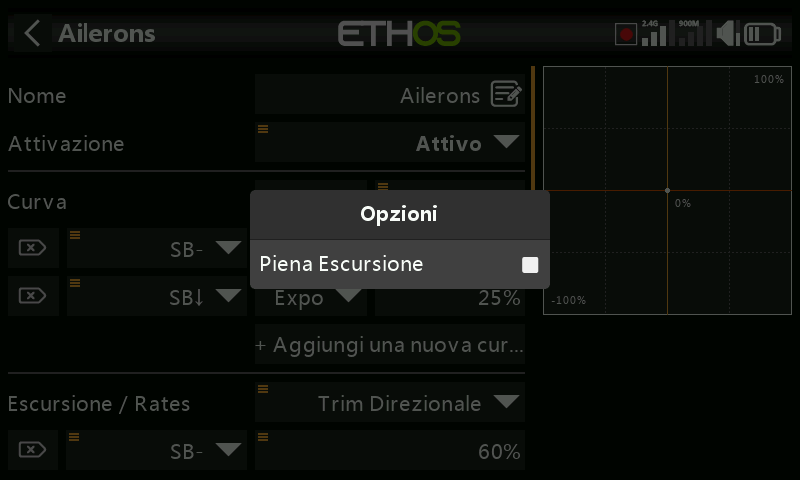 Ailerons
ETHOS
2.4G
900M
Nome
Ailerons
Attivazione
Attivo
Curva
SB-
SB↓
Expo
25%
+ Aggiungi una nuova cur...
Escursione / Rates
Trim Direzionale
SB-
60%
Opzioni
Piena Escursione
100%
0%
-100%